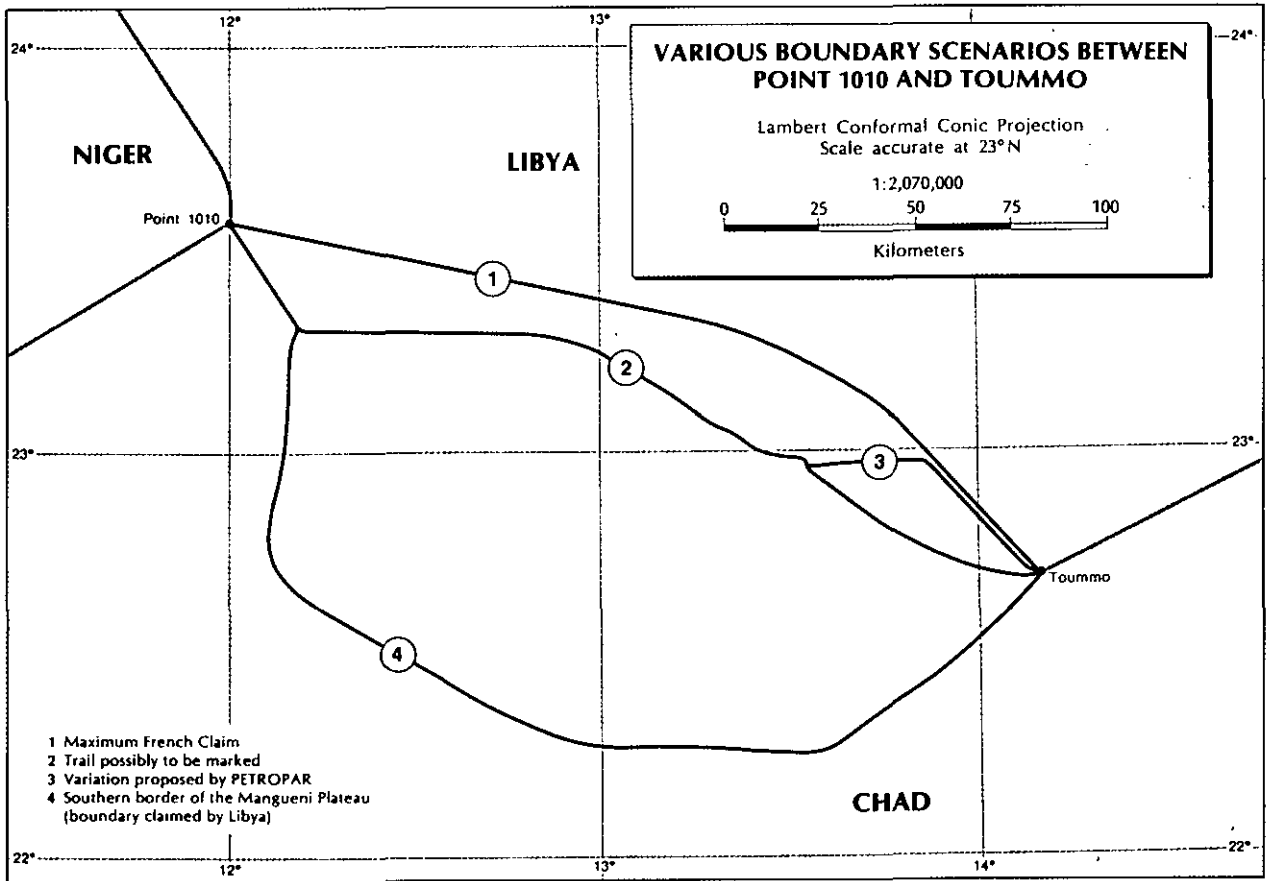 12°
13°
24°
24°
VARIOUS BOUNDARY SCENARIOS BETWEEN
POINT 1010 AND TOUMMO
Lambert Conformal Conic Projection
Scale accurate at 23°N
1:2,070,000
0 25 50 75 100
Kilometers
NIGER
LIBYA
Point 1010
1
2
23°
23°
3
Toummo
4
1 Maximum French Claim
2 Trail possibly to be marked
3 Variation proposed by PETROPAR
4 Southern border of the Mangueni Plateau
(boundary claimed by Libya)
CHAD
22°
22°
12°
13°
14°